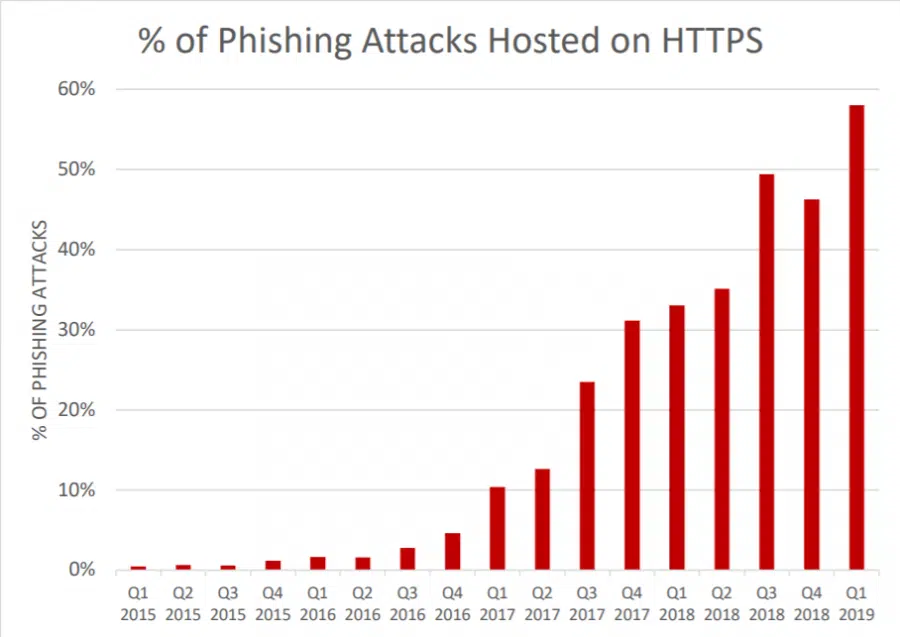 % of Phishing Attacks Hosted on HTTPS
60%
50%
40%
30%
20%
10%
0%
% OF PHISHING ATTACKS
Q1 Q2 Q3 Q4 Q1 Q2 Q3 Q4 Q1 Q2 Q3 Q4 Q1 Q2 Q3 Q4 Q1
2015 2015 2015 2015 2016 2016 2016 2016 2017 2017 2017 2017 2018 2018 2018 2018 2019